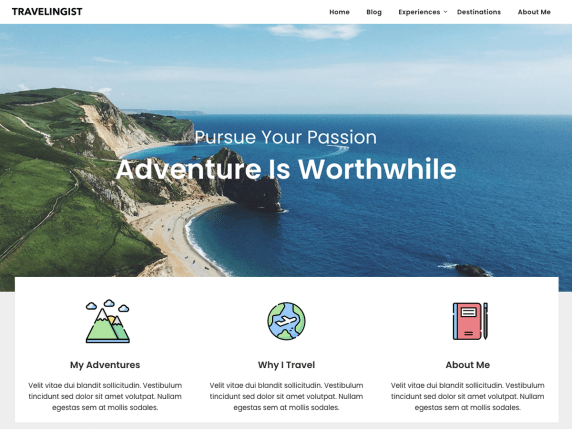 TRAVELINGIST
Home Blog Experiences Destinations About Me
Pursue Your Passion
Adventure Is Worthwhile
My Adventures
Velit vitae dui blandit sollicitudin. Vestibulum
tincidunt sed dolor sit amet volutpat. Nullam
egestas sem at mollis sodales.
Why I Travel
Velit vitae dui blandit sollicitudin. Vestibulum
tincidunt sed dolor sit amet volutpat. Nullam
egestas sem at mollis sodales.
About Me
Velit vitae dui blandit sollicitudin. Vestibulum
tincidunt sed dolor sit amet volutpat. Nullam
egestas sem at mollis sodales.